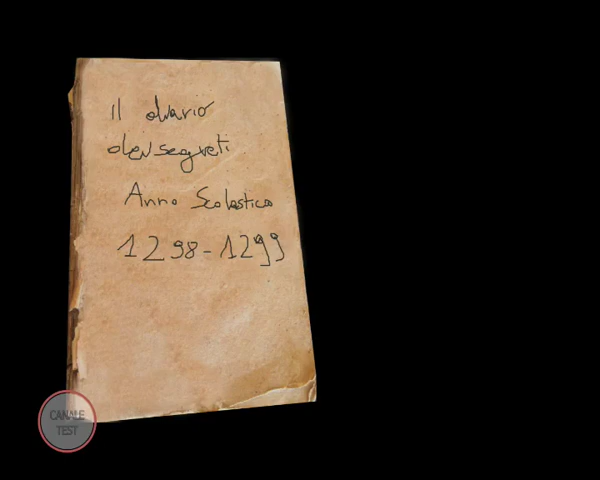 Il diario
dei segreti
Anno Scolastico
1298-1299
CANALE
TEST